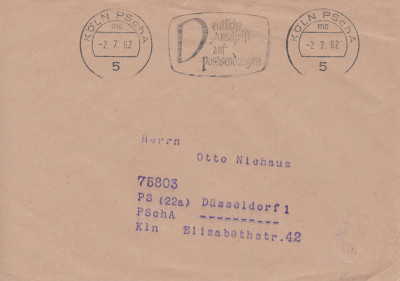 KÖLN PSchA
mc
-2.7.62
5
Deutliche
Anschrift
auf
Postsendungen
KÖLN PSchA
mc
-2.7.62
5
Herrn
Otto Niehaus
75803
PS (22a) Düsseldorf 1
PSchA ----------
Kln Elisabethstr. 42